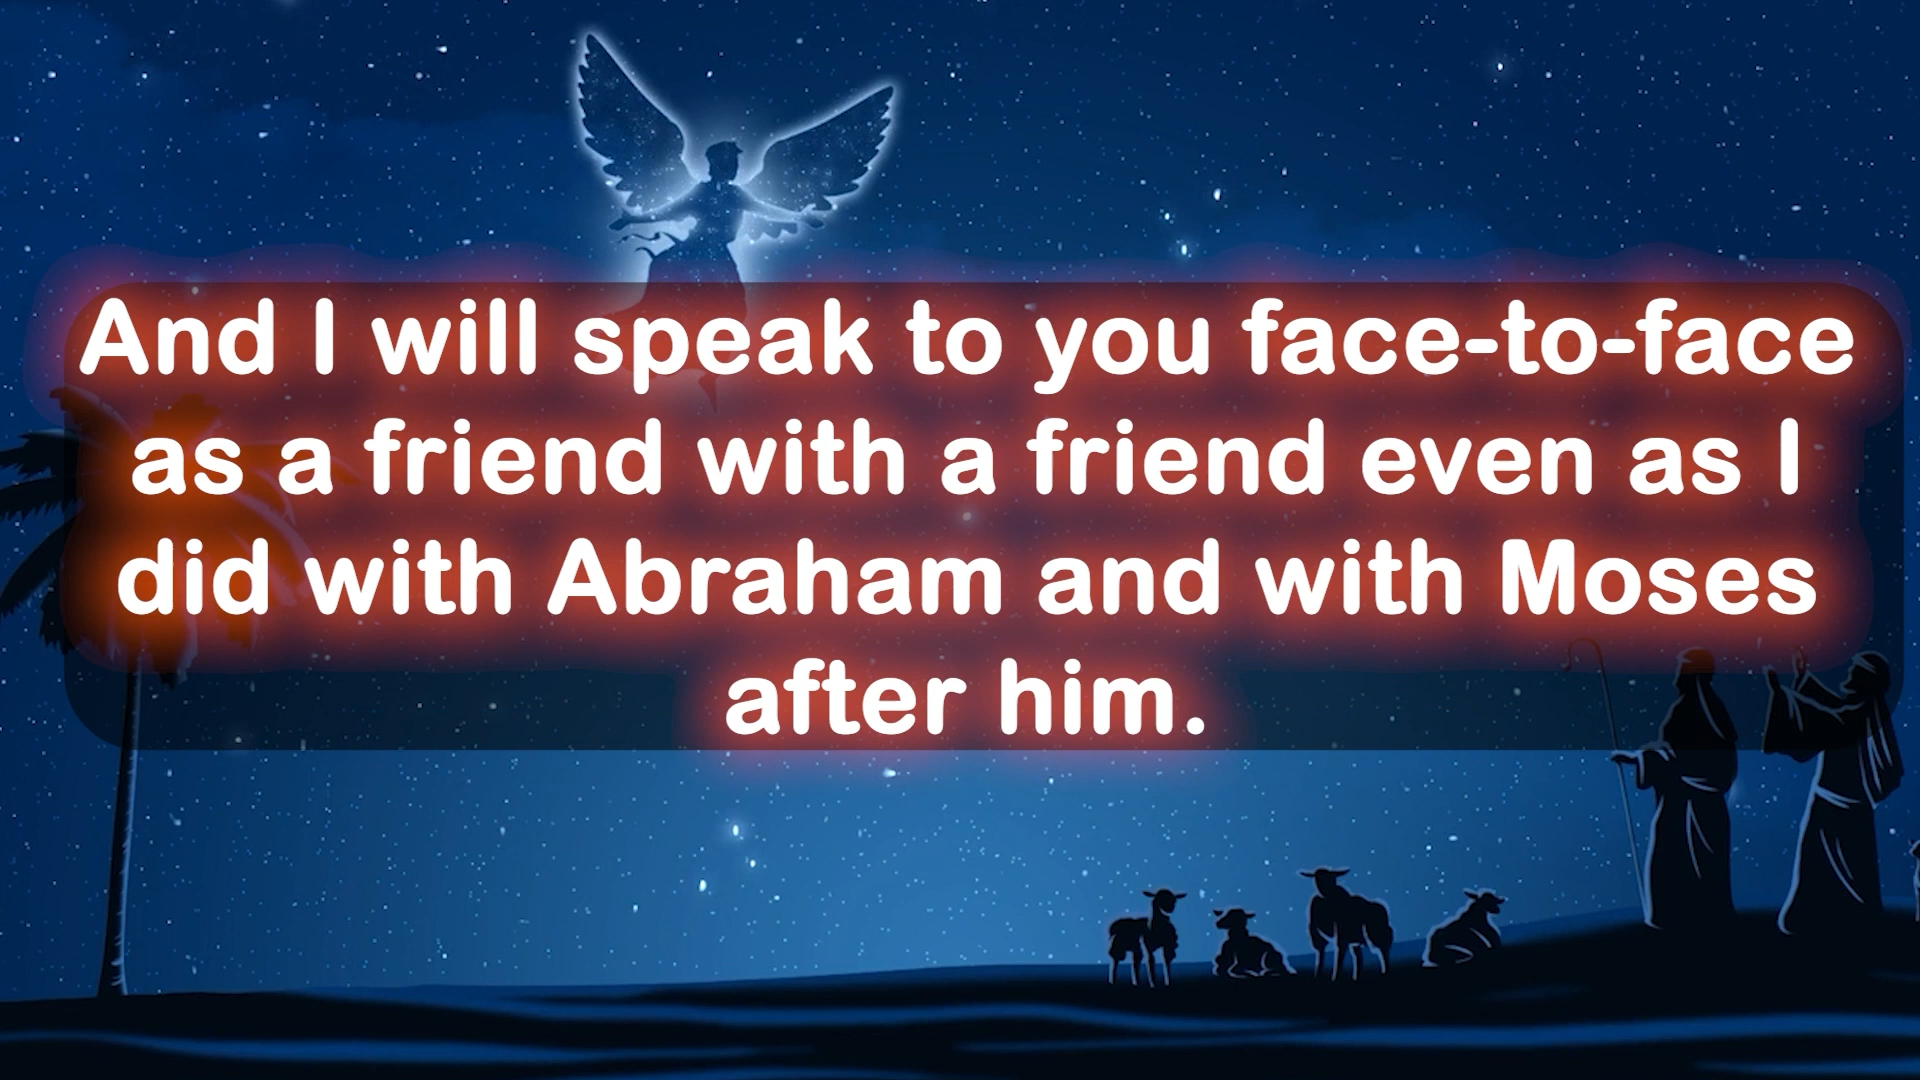 And I will speak to you face-to-face
as a friend with a friend even as I
did with Abraham and with Moses
after him.